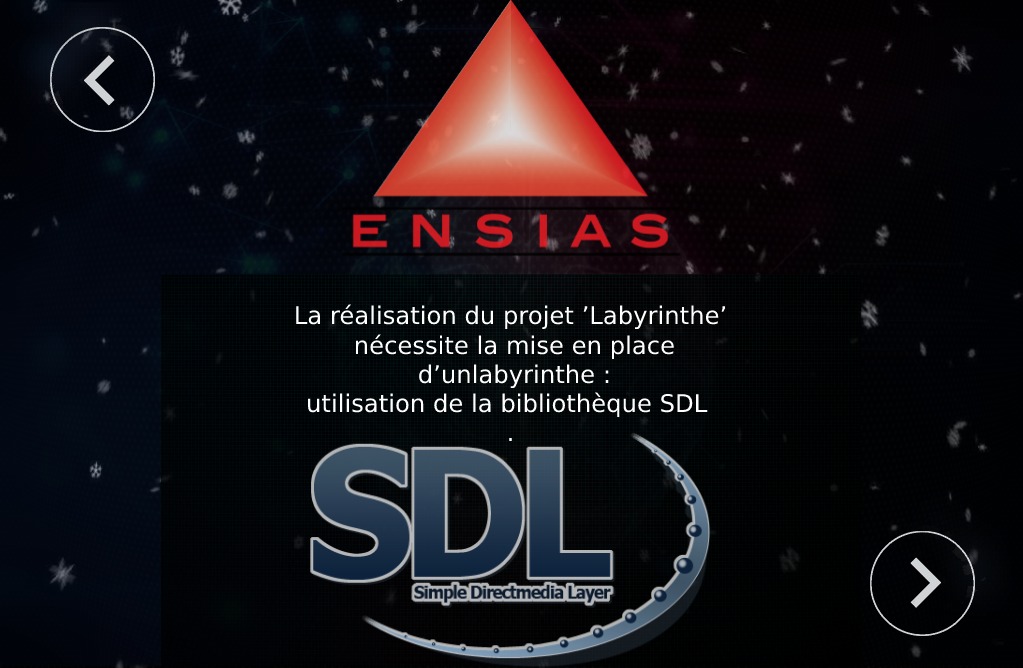 ENSIAS
La réalisation du projet ’Labyrinthe’
nécessite la mise en place
d’unlabyrinthe :
utilisation de la bibliothèque SDL
.
SDL
Simple Directmedia Layer